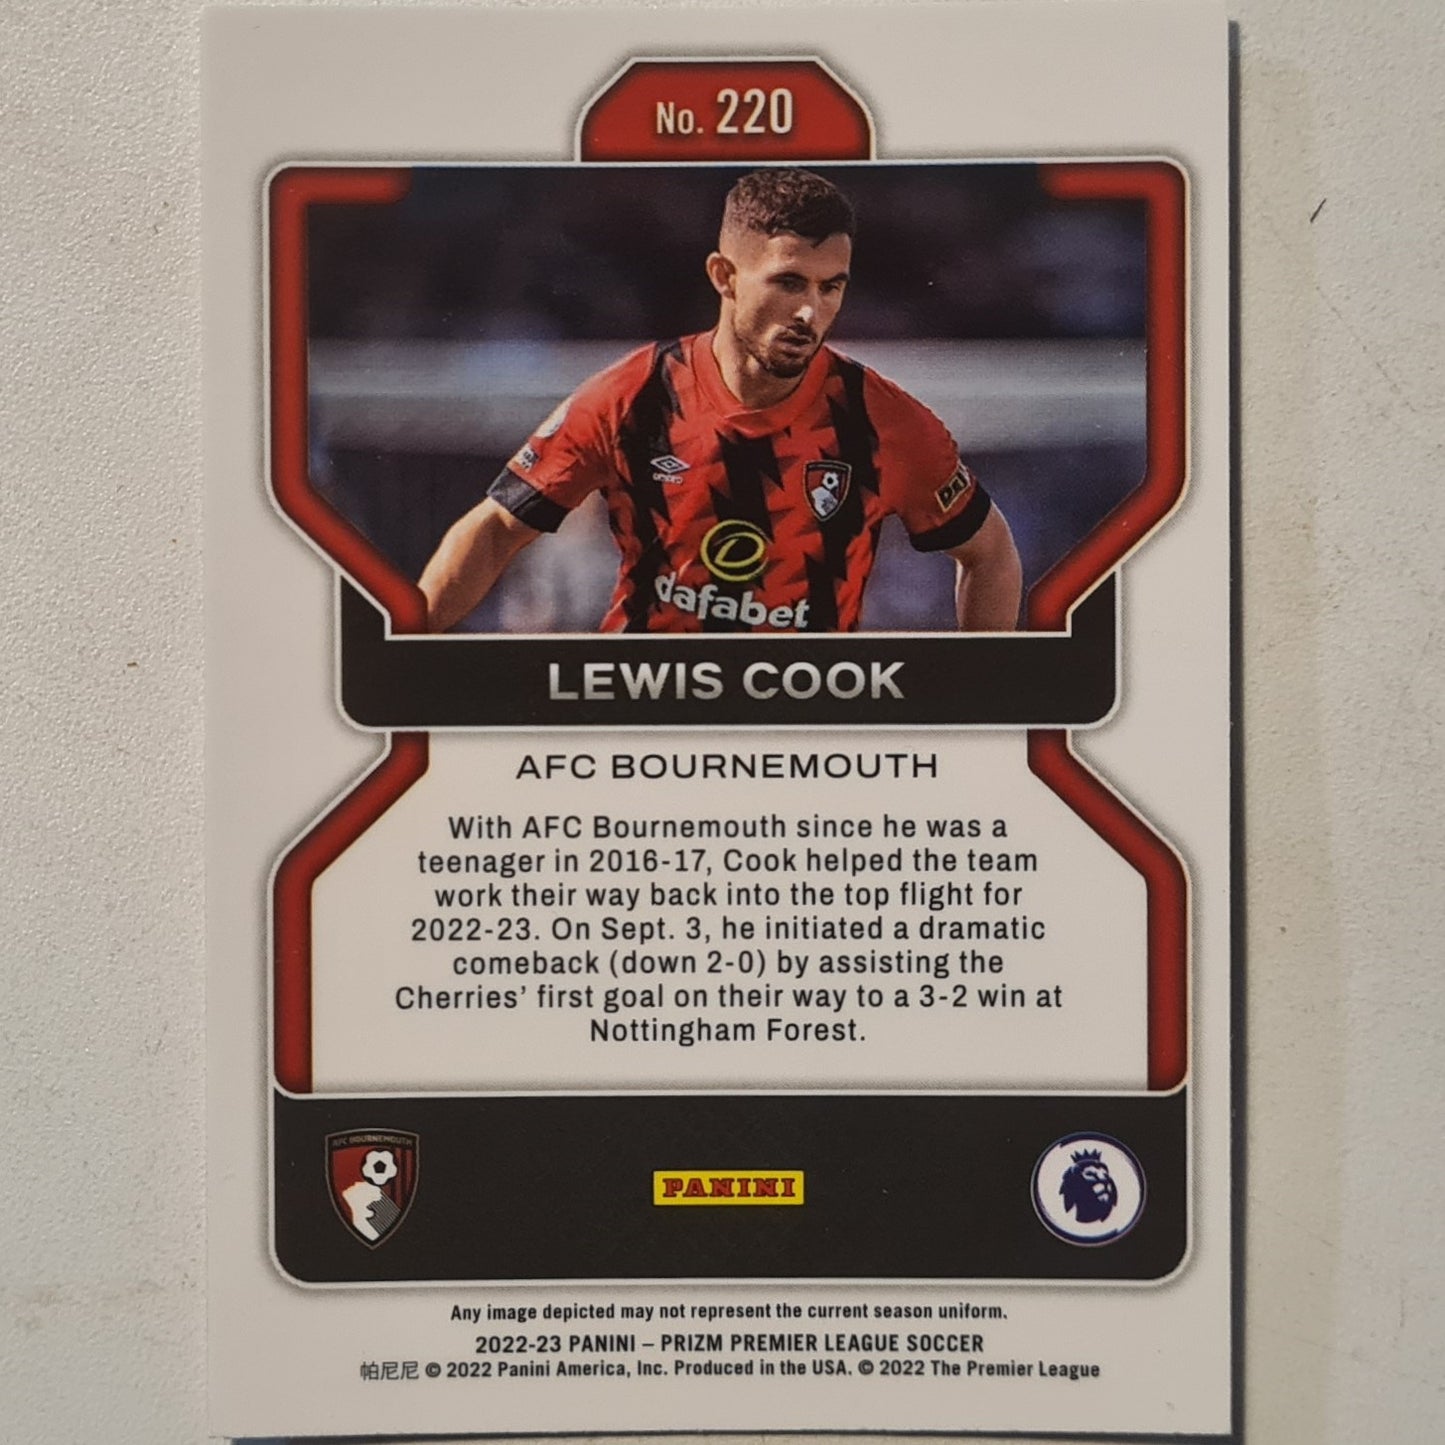 No. 220
umbro
dafabet
LEWIS COOK
AFC BOURNEMOUTH
With AFC Bournemouth since he was a
teenager in 2016-17, Cook helped the team
work their way back into the top flight for
2022-23. On Sept. 3, he initiated a dramatic
comeback (down 2-0) by assisting the
Cherries’ first goal on their way to a 3-2 win at
Nottingham Forest.
AFC BOURNEMOUTH
PANINI
Any image depicted may not represent the current season uniform.
2022-23 PANINI – PRIZM PREMIER LEAGUE SOCCER
帕尼尼 © 2022 Panini America, Inc. Produced in the USA. © 2022 The Premier League